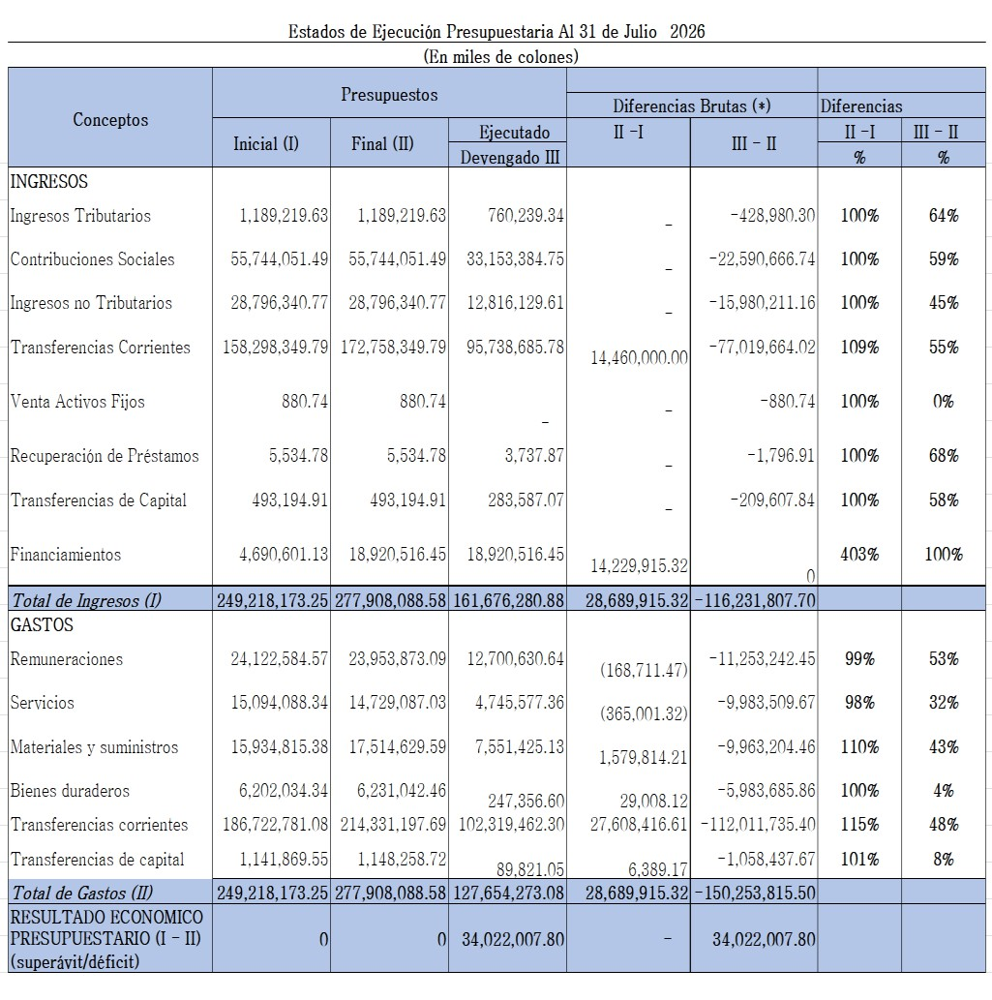 Estados de Ejecución Presupuestaria Al 31 de Julio 2026
(En miles de colones)
Conceptos Presupuestos Diferencias Brutas (*) Diferencias
Inicial (I) Final (II) Ejecutado II -I III - II II -I III - II
Devengado III % %
INGRESOS
Ingresos Tributarios 1,189,219.63 1,189,219.63 760,239.34 - -428,980.30 100% 64%
Contribuciones Sociales 55,744,051.49 55,744,051.49 33,153,384.75 - -22,590,666.74 100% 59%
Ingresos no Tributarios 28,796,340.77 28,796,340.77 12,816,129.61 - -15,980,211.16 100% 45%
Transferencias Corrientes 158,298,349.79 172,758,349.79 95,738,685.78 14,460,000.00 -77,019,664.02 109% 55%
Venta Activos Fijos 880.74 880.74 - - -880.74 100% 0%
Recuperación de Préstamos 5,534.78 5,534.78 3,737.87 - -1,796.91 100% 68%
Transferencias de Capital 493,194.91 493,194.91 283,587.07 - -209,607.84 100% 58%
Financiamientos 4,690,601.13 18,920,516.45 18,920,516.45 14,229,915.32 0 403% 100%
Total de Ingresos (I) 249,218,173.25 277,908,088.58 161,676,280.88 28,689,915.32 -116,231,807.70
GASTOS
Remuneraciones 24,122,584.57 23,953,873.09 12,700,630.64 (168,711.47) -11,253,242.45 99% 53%
Servicios 15,094,088.34 14,729,087.03 4,745,577.36 (365,001.32) -9,983,509.67 98% 32%
Materiales y suministros 15,934,815.38 17,514,629.59 7,551,425.13 1,579,814.21 -9,963,204.46 110% 43%
Bienes duraderos 6,202,034.34 6,231,042.46 247,356.60 29,008.12 -5,983,685.86 100% 4%
Transferencias corrientes 186,722,781.08 214,331,197.69 102,319,462.30 27,608,416.61 -112,011,735.40 115% 48%
Transferencias de capital 1,141,869.55 1,148,258.72 89,821.05 6,389.17 -1,058,437.67 101% 8%
Total de Gastos (II) 249,218,173.25 277,908,088.58 127,654,273.08 28,689,915.32 -150,253,815.50
RESULTADO ECONOMICO
PRESUPUESTARIO (I - II) 0 0 34,022,007.80 - 34,022,007.80
(superávit/déficit)